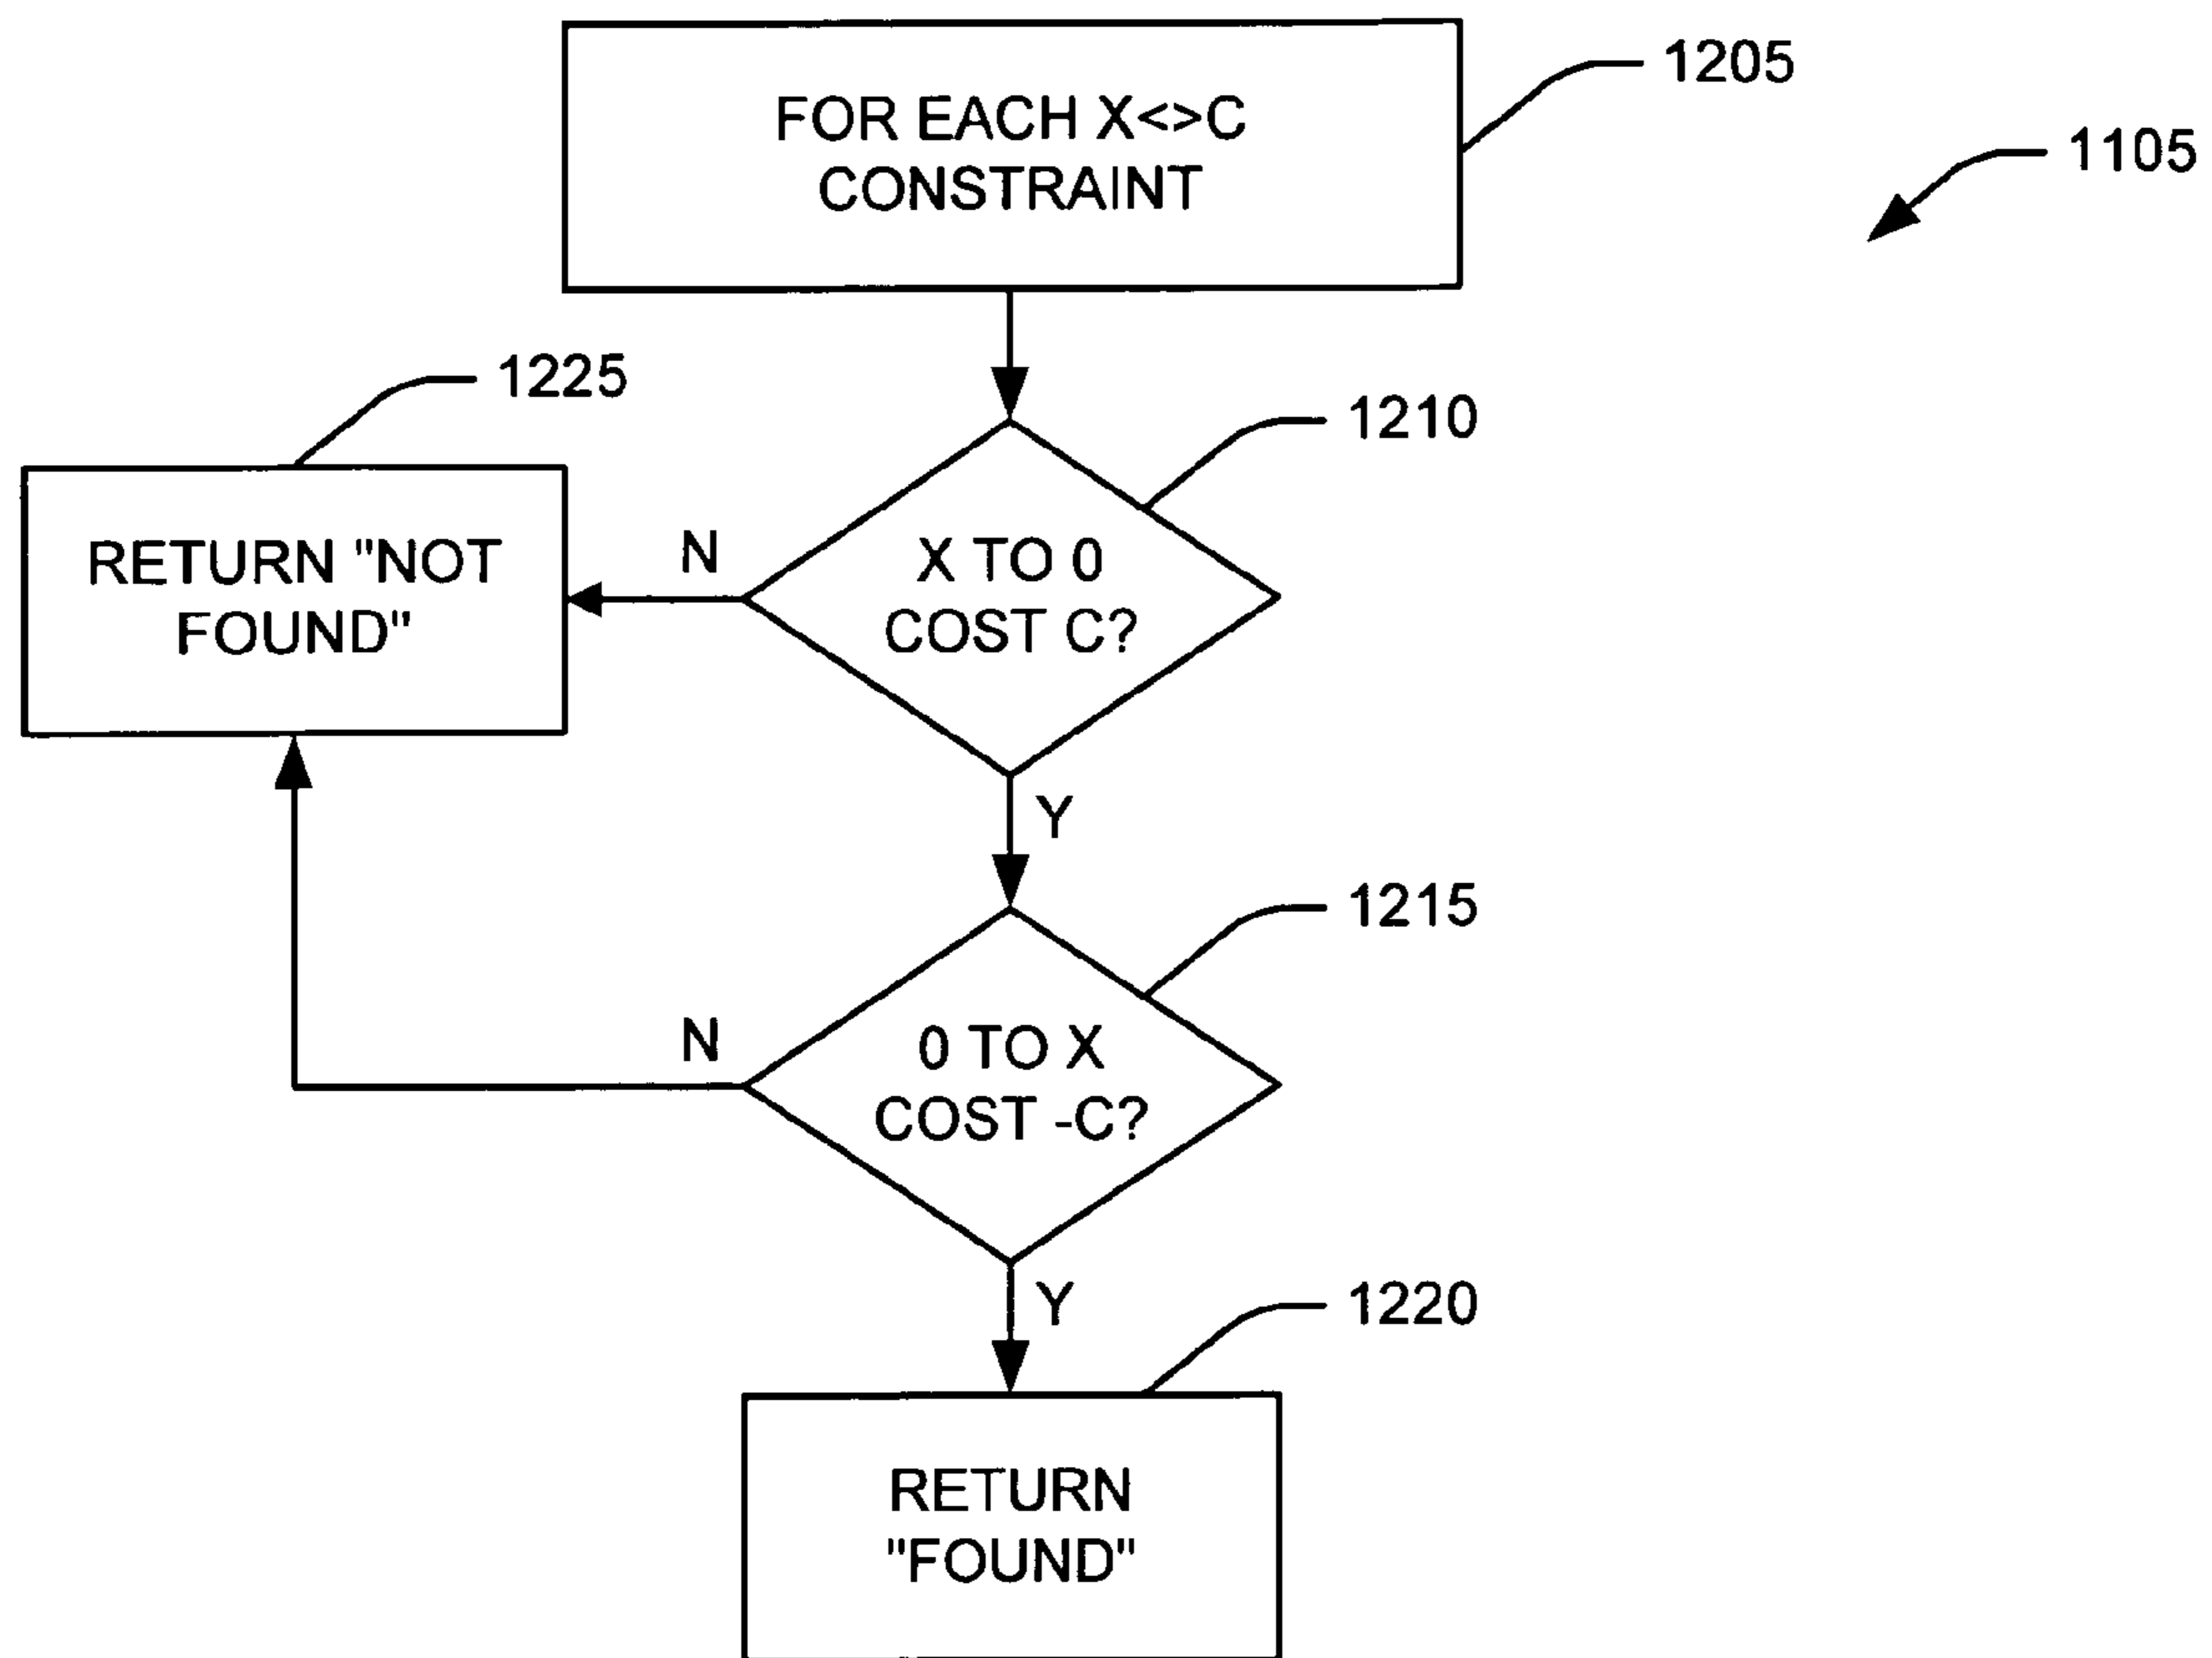 FOR EACH X<>C
CONSTRAINT
1205
1105
1225
1210
RETURN "NOT
FOUND"
N
X TO 0
COST C?
Y
1215
N
0 TO X
COST -C?
Y
1220
RETURN
"FOUND"